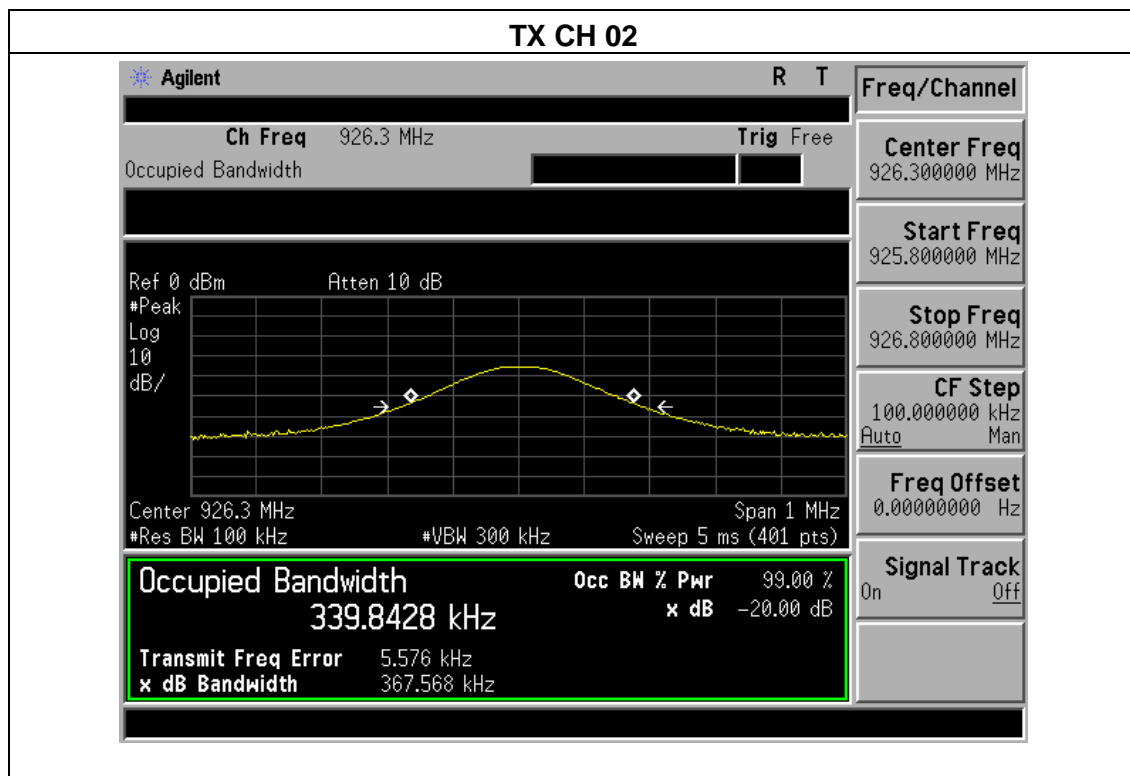 TX CH 02
Agilent R T
Ch Freq 926.3 MHz Trig Free
Occupied Bandwidth
Ref 0 dBm Atten 10 dB
#Peak
Log
10
dB/
Center 926.3 MHz Span 1 MHz
#Res BW 100 kHz #VBW 300 kHz Sweep 5 ms (401 pts)
Occupied Bandwidth Occ BW % Pwr 99.00 %
339.8428 kHz x dB -20.00 dB
Transmit Freq Error 5.576 kHz
x dB Bandwidth 367.568 kHz
Freq/Channel
Center Freq
926.300000 MHz
Start Freq
925.800000 MHz
Stop Freq
926.800000 MHz
CF Step
100.000000 kHz
Auto Man
Freq Offset
0.00000000 Hz
Signal Track
On Off